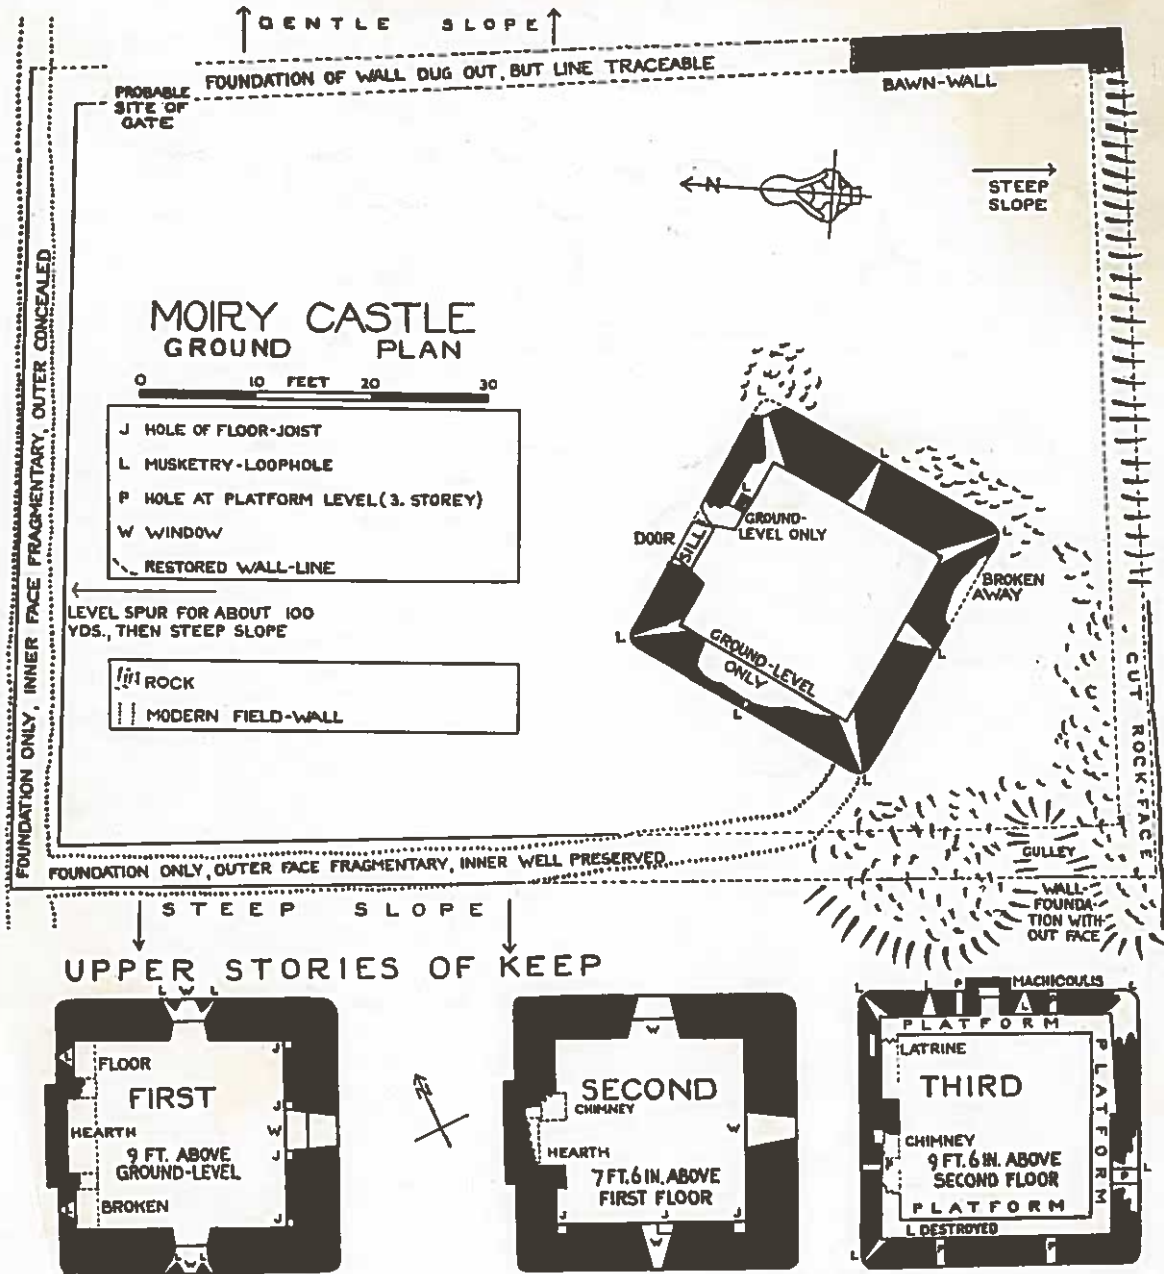 GENTLE SLOPE
FOUNDATION OF WALL DUG OUT, BUT LINE TRACEABLE
BAWN-WALL
PROBABLE
SITE OF
GATE
N
STEEP
SLOPE
FOUNDATION ONLY, INNER FACE FRAGMENTARY, OUTER CONCEALED
MOIRY CASTLE
GROUND PLAN
0 10 FEET 20 30
J HOLE OF FLOOR-JOIST
L MUSKETRY-LOOPHOLE
P HOLE AT PLATFORM LEVEL (3. STOREY)
W WINDOW
RESTORED WALL-LINE
LEVEL SPUR FOR ABOUT 100
YDS., THEN STEEP SLOPE
ROCK
MODERN FIELD-WALL
L
L
L
L
GROUND-
LEVEL ONLY
DOOR
SILL
BROKEN
AWAY
L
L
GROUND-LEVEL
ONLY
L
L
CUT ROCK-FACE
GULLEY
WALL-
FOUNDA-
TION WITH-
OUT FACE
FOUNDATION ONLY, OUTER FACE FRAGMENTARY, INNER WELL PRESERVED
STEEP SLOPE
UPPER STORIES OF KEEP
L W L
L
FLOOR
J
FIRST
J
HEARTH
W
9 FT. ABOVE
GROUND-LEVEL
J
BROKEN
L
J
L W L
N
W
SECOND
CHIMNEY
W
HEARTH
7 FT. 6 IN. ABOVE
FIRST FLOOR
J J J
W
L L P MACHICOULIS L
L
PLATFORM
LATRINE
PLATFORM
THIRD
CHIMNEY
9 FT. 6 IN. ABOVE
SECOND FLOOR
L
P
PLATFORM
L DESTROYED
L P P